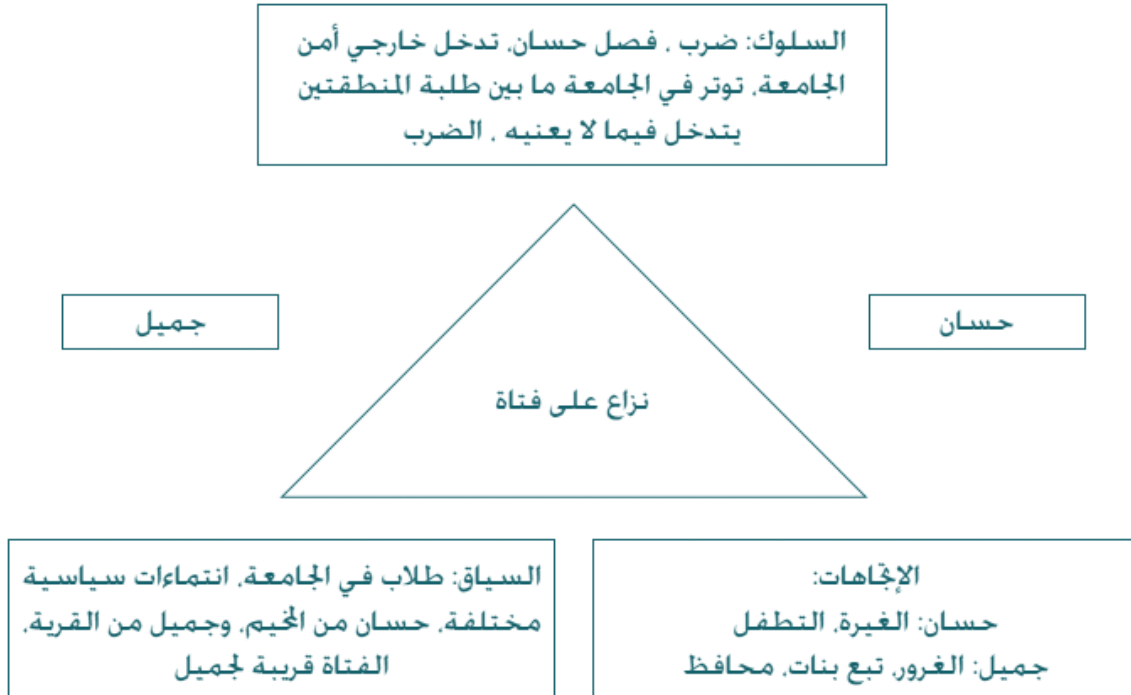 السلوك: ضرب ، فصل حسان، تدخل خارجي أمن
الجامعة، توتر في الجامعة ما بين طلبة المنطقتين
يتدخل فيما لا يعنيه ، الضرب
حسان
جميل
نزاع على فتاة
الإتجاهات:
حسان: الغيرة، التطفل
جميل: الغرور، تبع بنات، محافظ
السياق: طلاب في الجامعة، انتماءات سياسية
مختلفة، حسان من المخيم، وجميل من القرية،
الفتاة قريبة لجميل